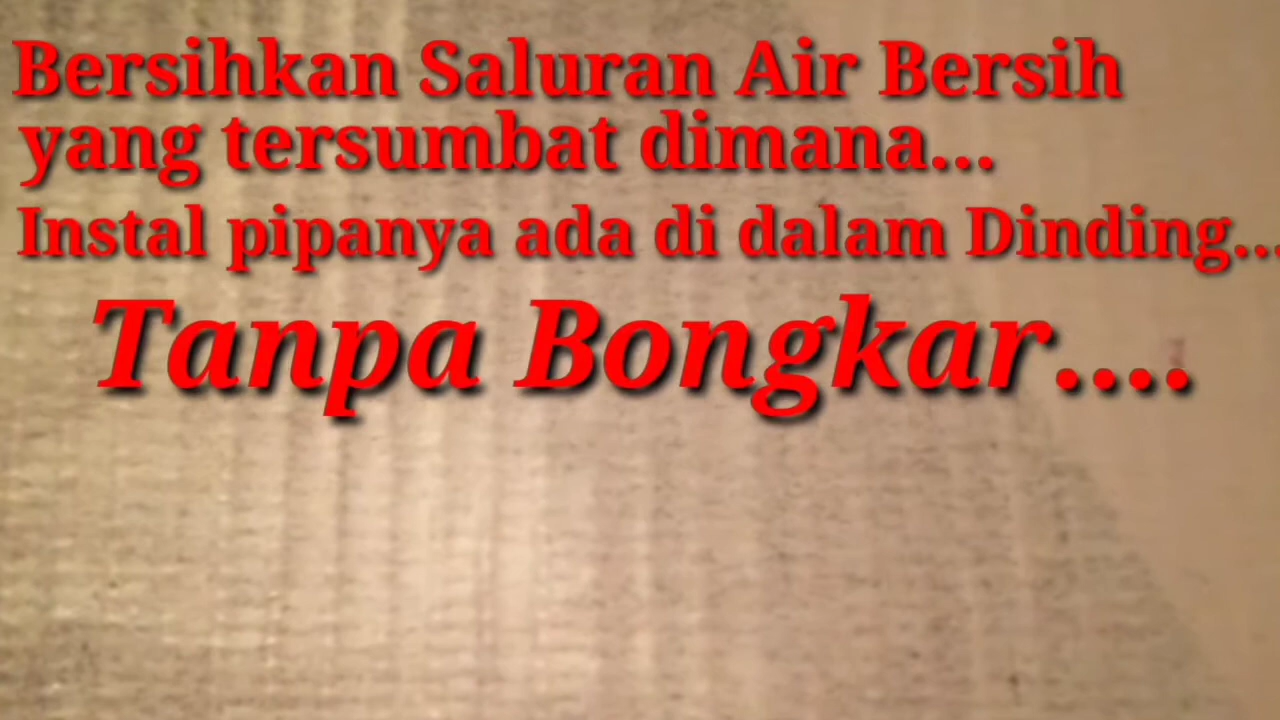 Bersihkan Saluran Air Bersih
yang tersumbat dimana...
Instal pipanya ada di dalam Dinding...
Tanpa Bongkar....